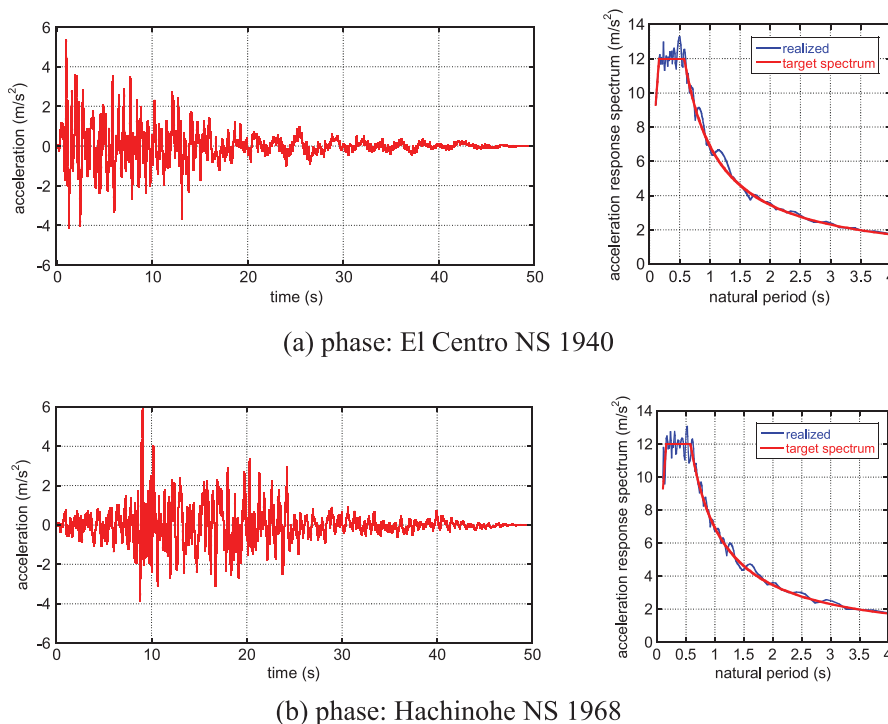 6
4
2
0
-2
-4
-6
acceleration (m/s²)
0 10 20 30 40 50
time (s)
14
12
10
8
6
4
2
0
acceleration response spectrum (m/s²)
realized
target spectrum
0 0.5 1 1.5 2 2.5 3 3.5 4
natural period (s)
(a) phase: El Centro NS 1940
6
4
2
0
-2
-4
-6
acceleration (m/s²)
0 10 20 30 40 50
time (s)
14
12
10
8
6
4
2
0
acceleration response spectrum (m/s²)
realized
target spectrum
0 0.5 1 1.5 2 2.5 3 3.5 4
natural period (s)
(b) phase: Hachinohe NS 1968